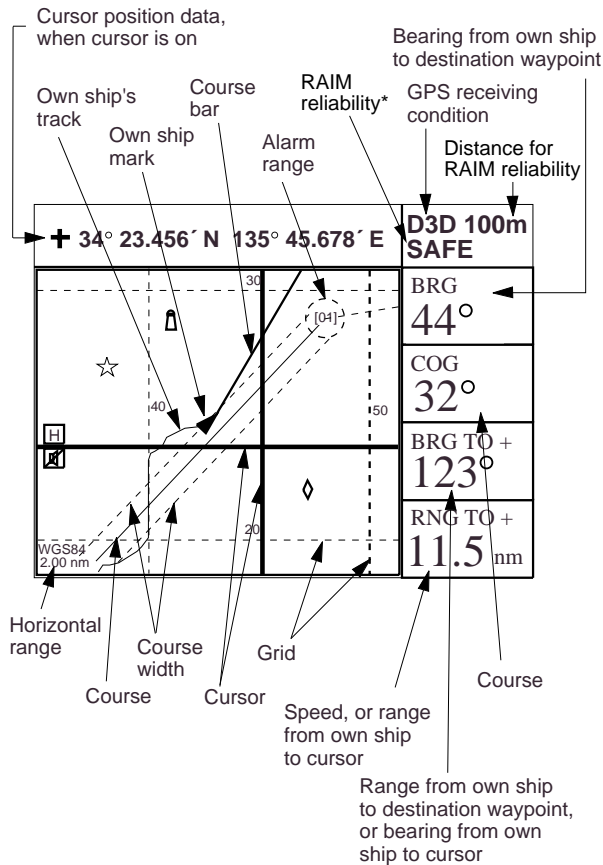 Cursor position data,
when cursor is on
Bearing from own ship
to destination waypoint
Own ship's
track
Course
bar
RAIM
reliability*
GPS receiving
condition
Own ship
mark
Alarm
range
Distance for
RAIM reliability
34° 23.456´ N 135° 45.678´ E
D3D 100m
SAFE
30
BRG
44°
[01]
COG
32°
40
50
H
BRG TO +
123°
20
RNG TO +
11.5 nm
WGS84
2.00 nm
Horizontal
range
Course
width
Grid
Course
Course
Cursor
Speed, or range
from own ship
to cursor
Range from own ship
to destination waypoint,
or bearing from own
ship to cursor